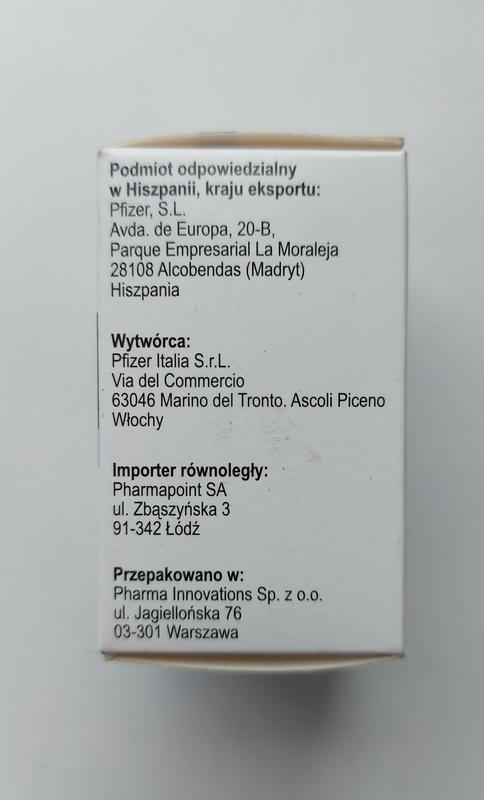 Podmiot odpowiedzialny
w Hiszpanii, kraju eksportu:
Pfizer, S.L.
Avda. de Europa, 20-B,
Parque Empresarial La Moraleja
28108 Alcobendas (Madryt)
Hiszpania
Wytwórca:
Pfizer Italia S.r.L.
Via del Commercio
63046 Marino del Tronto. Ascoli Piceno
Włochy
Importer równoległy:
Pharmapoint SA
ul. Zbąszyńska 3
91-342 Łódź
Przepakowano w:
Pharma Innovations Sp. z o.o.
ul. Jagiellońska 76
03-301 Warszawa